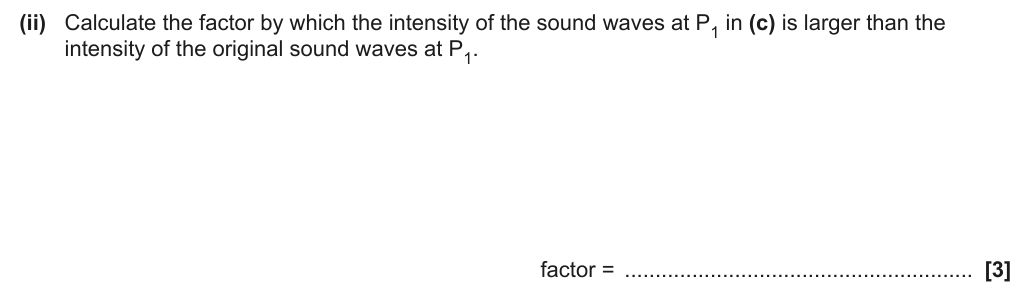 (ii) Calculate the factor by which the intensity of the sound waves at P₁ in (c) is larger than the
intensity of the original sound waves at P₁.
factor = ......................................................... [3]